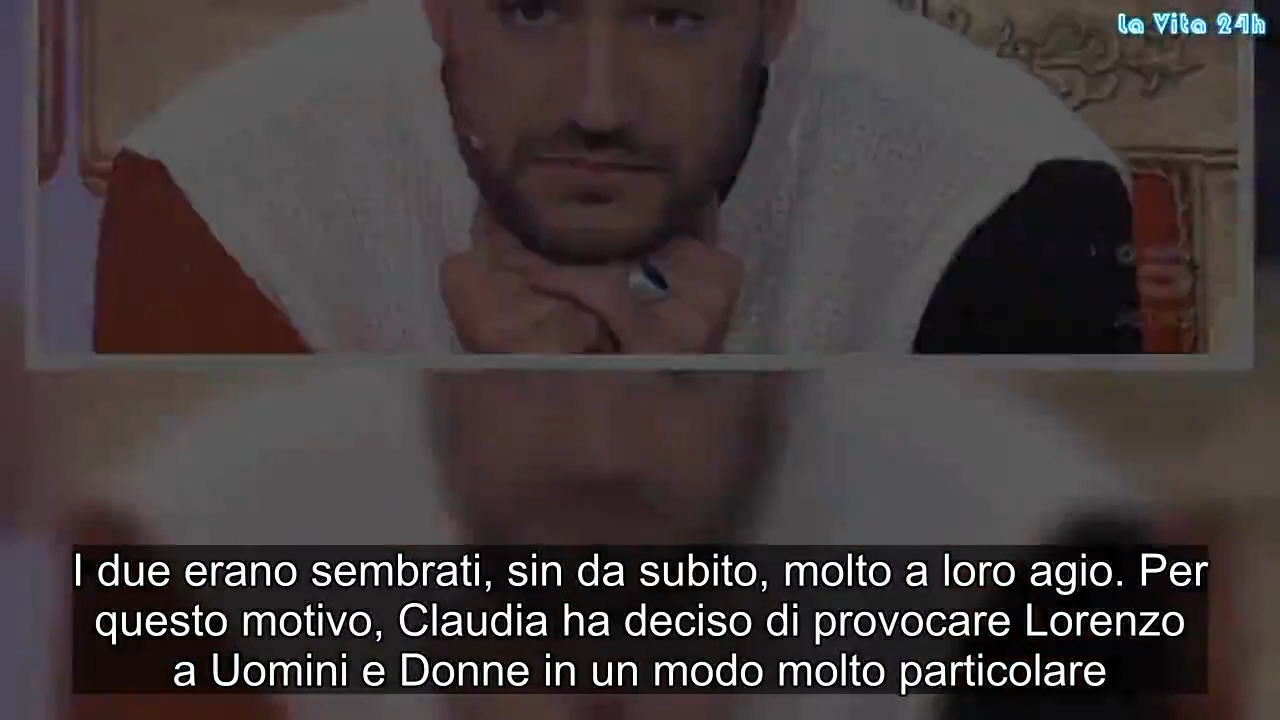 La Vita 24h
I due erano sembrati, sin da subito, molto a loro agio. Per
questo motivo, Claudia ha deciso di provocare Lorenzo
a Uomini e Donne in un modo molto particolare